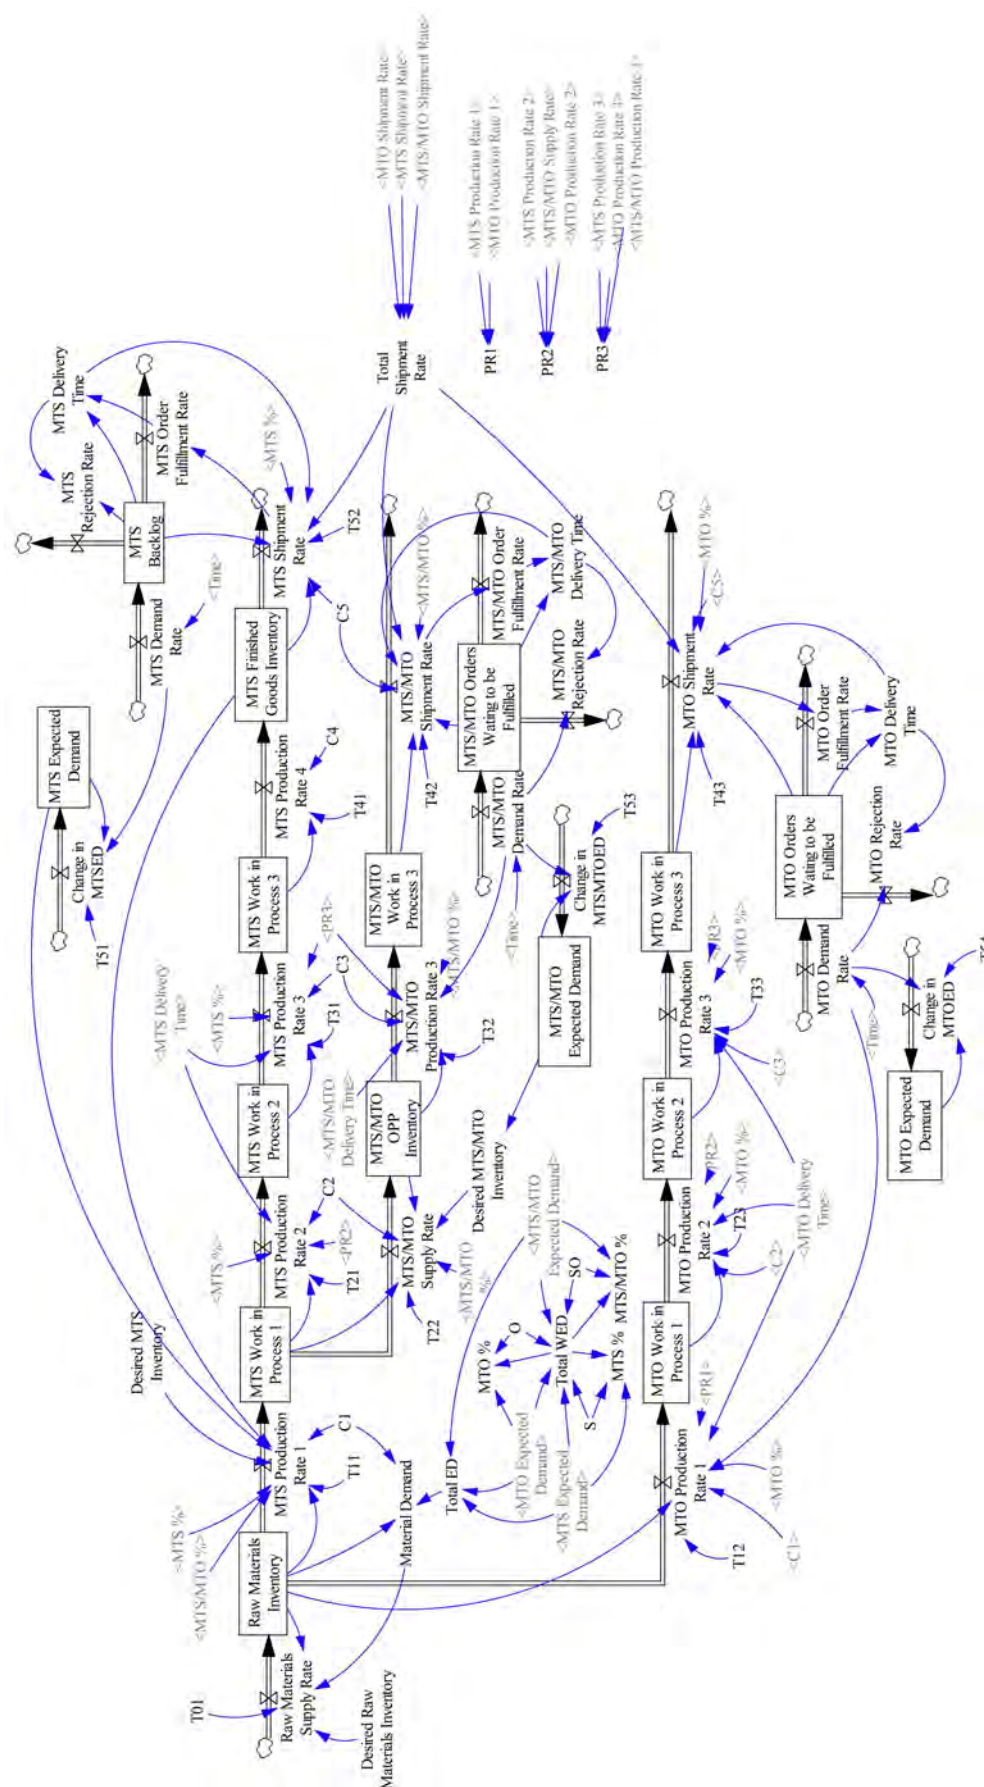 <MTO Shipment Rate>
<MTS Shipment Rate>
<MTS/MTO Shipment Rate>
Total
Shipment
Rate
<MTS Production Rate 1>
<MTO Production Rate 1>
PR1
<MTS Production Rate 2>
<MTS/MTO Supply Rate>
<MTO Production Rate 2>
PR2
<MTS Production Rate 3>
<MTO Production Rate 3>
<MTS/MTO Production Rate 1>
PR3
T51
Change in
MTSED
MTS Expected
Demand
MTS Demand
Rate
<Time>
MTS
Backlog
MTS
Rejection Rate
MTS Order
Fulfillment Rate
MTS Delivery
Time
T01
Raw Materials
Supply Rate
Desired Raw
Materials Inventory
Raw Materials
Inventory
<MTS %>
<MTS/MTO %>
MTS Production
Rate 1
T11
C1
Desired MTS
Inventory
MTS Work in
Process 1
<MTS %>
MTS Production
Rate 2
T21
<PR2>
C2
<MTS Delivery
Time>
MTS Work in
Process 2
<MTS %>
MTS Production
Rate 3
T31
C3
<PR3>
MTS Work in
Process 3
MTS Production
Rate 4
T41
C4
MTS Finished
Goods Inventory
MTS Shipment
Rate
<MTS %>
T52
C5
MTS/MTO
Supply Rate
T22
<MTS/MTO
%>
Desired MTS/MTO
Inventory
MTS/MTO
OPP
Inventory
<MTS/MTO
Delivery Time>
MTS/MTO
Production Rate 3
T32
<MTS/MTO %>
MTS/MTO
Work in
Process 3
MTS/MTO
Shipment Rate
T42
<MTS/MTO %>
MTS/MTO
Demand Rate
<Time>
MTS/MTO Orders
Wating to be
Fulfilled
MTS/MTO Order
Fulfillment Rate
MTS/MTO
Delivery Time
MTS/MTO
Rejection Rate
MTS/MTO
Expected Demand
Change in
MTSMTOED
T53
Material Demand
Total ED
<MTO Expected
Demand>
<MTS Expected
Demand>
<MTS/MTO
Expected Demand>
MTO %
O
Total WED
SO
S
MTS %
MTS/MTO %
T12
MTO Production
Rate 1
<C1>
<MTO %>
<PR1>
MTO Work in
Process 1
MTO Production
Rate 2
<C2>
T23
<MTO %>
<PR2>
<MTO Delivery
Time>
MTO Work in
Process 2
MTO Production
Rate 3
<C3>
T33
<MTO %>
<PR3>
MTO Work in
Process 3
MTO Shipment
Rate
T43
<C5>
<MTO %>
MTO Demand
Rate
<Time>
MTO Orders
Wating to be
Fulfilled
MTO Order
Fulfillment Rate
MTO Delivery
Time
MTO Rejection
Rate
MTO Expected
Demand
Change in
MTOED
T54